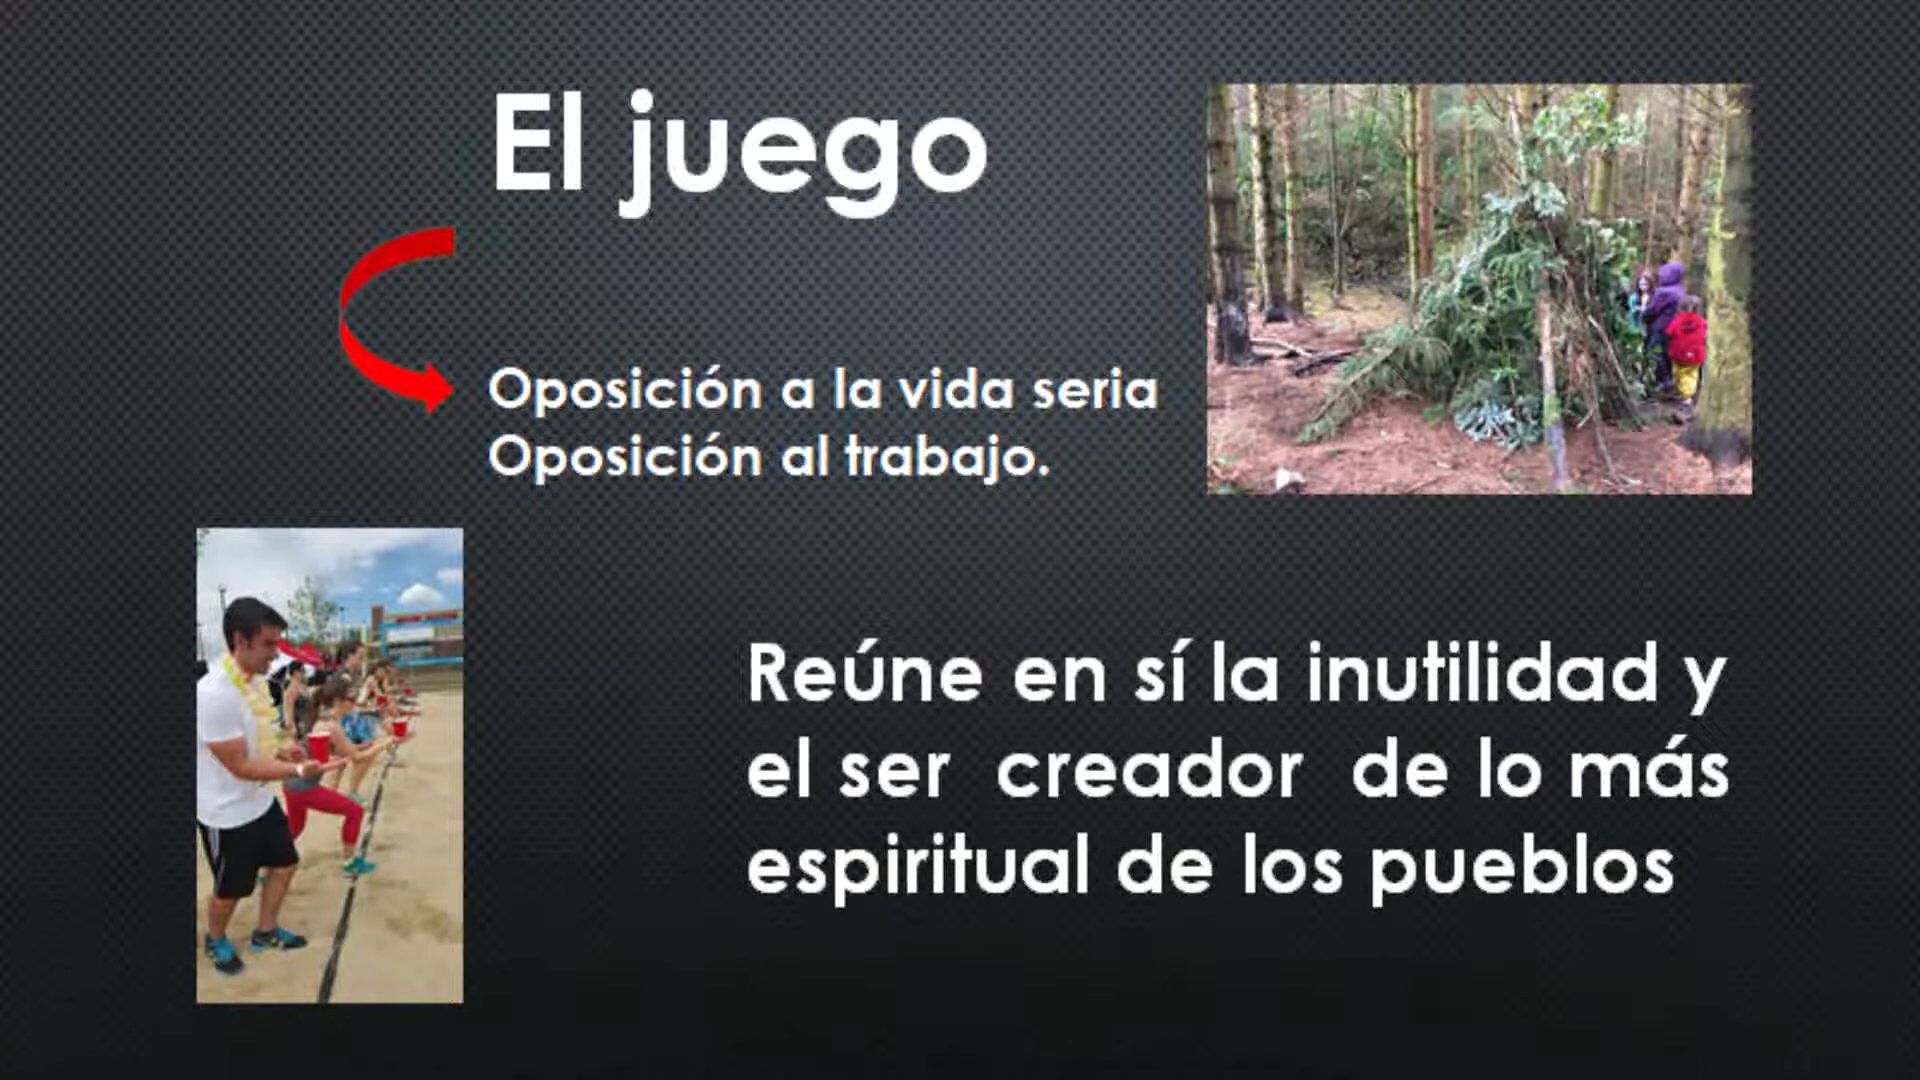 El juego
Oposición a la vida seria
Oposición al trabajo.
Reúne en sí la inutilidad y
el ser creador de lo más
espiritual de los pueblos